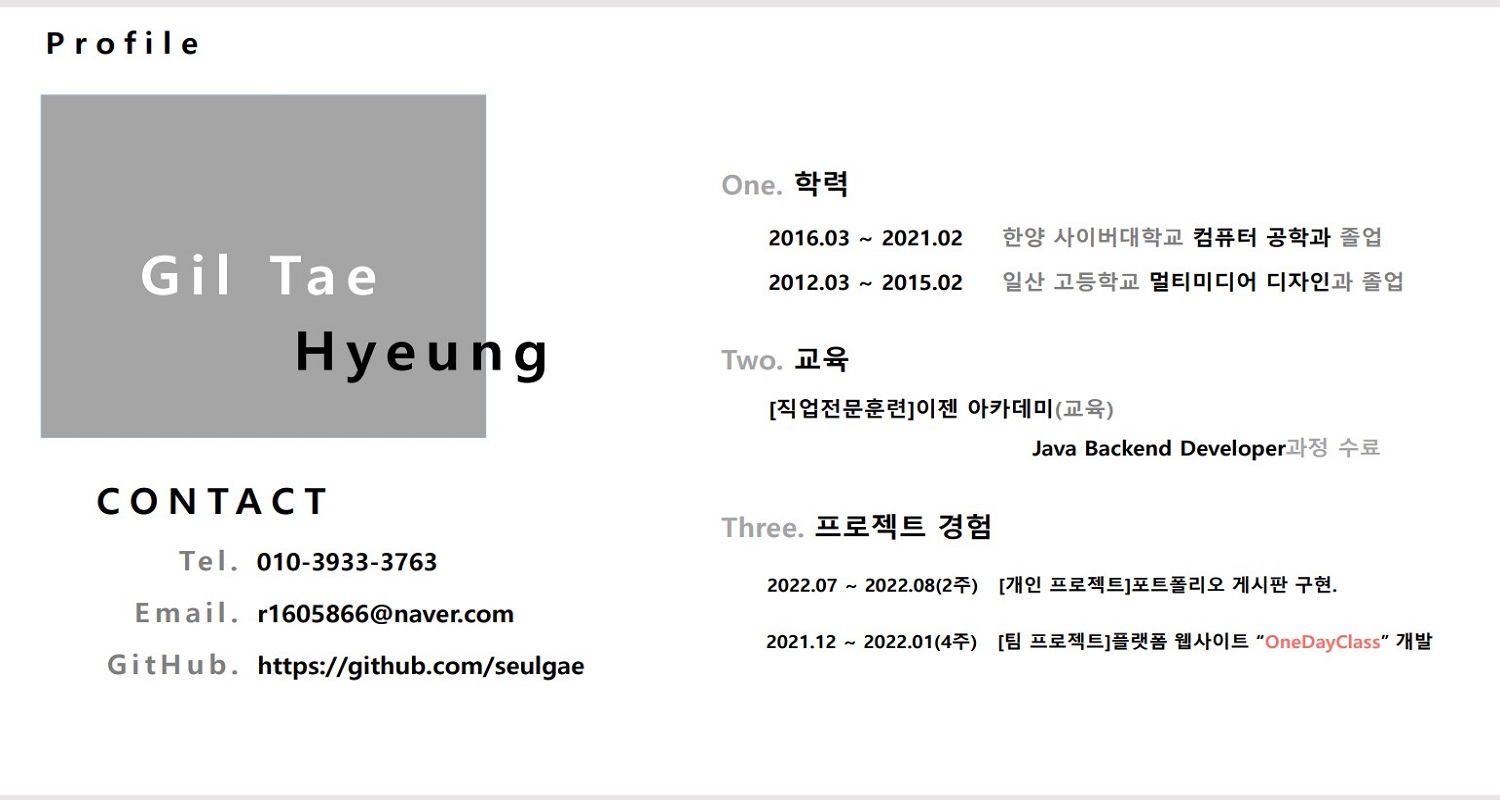 Profile
Gil Tae
Hyeung
CONTACT
Tel. 010-3933-3763
Email. r1605866@naver.com
GitHub. https://github.com/seulgae
One. 학력
2016.03 ~ 2021.02 한양 사이버대학교 컴퓨터 공학과 졸업
2012.03 ~ 2015.02 일산 고등학교 멀티미디어 디자인과 졸업
Two. 교육
[직업전문훈련]이젠 아카데미(교육)
Java Backend Developer과정 수료
Three. 프로젝트 경험
2022.07 ~ 2022.08(2주) [개인 프로젝트]포트폴리오 게시판 구현.
2021.12 ~ 2022.01(4주) [팀 프로젝트]플랫폼 웹사이트 “OneDayClass” 개발